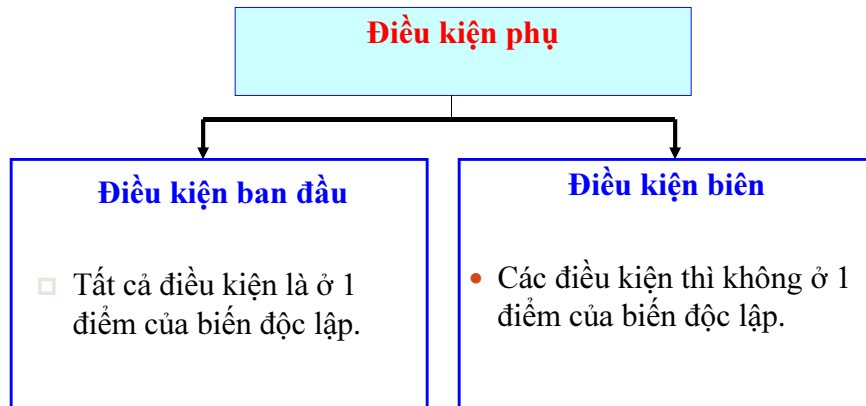 Điều kiện phụ
Điều kiện ban đầu
Tất cả điều kiện là ở 1
điểm của biến độc lập.
Điều kiện biên
Các điều kiện thì không ở 1
điểm của biến độc lập.